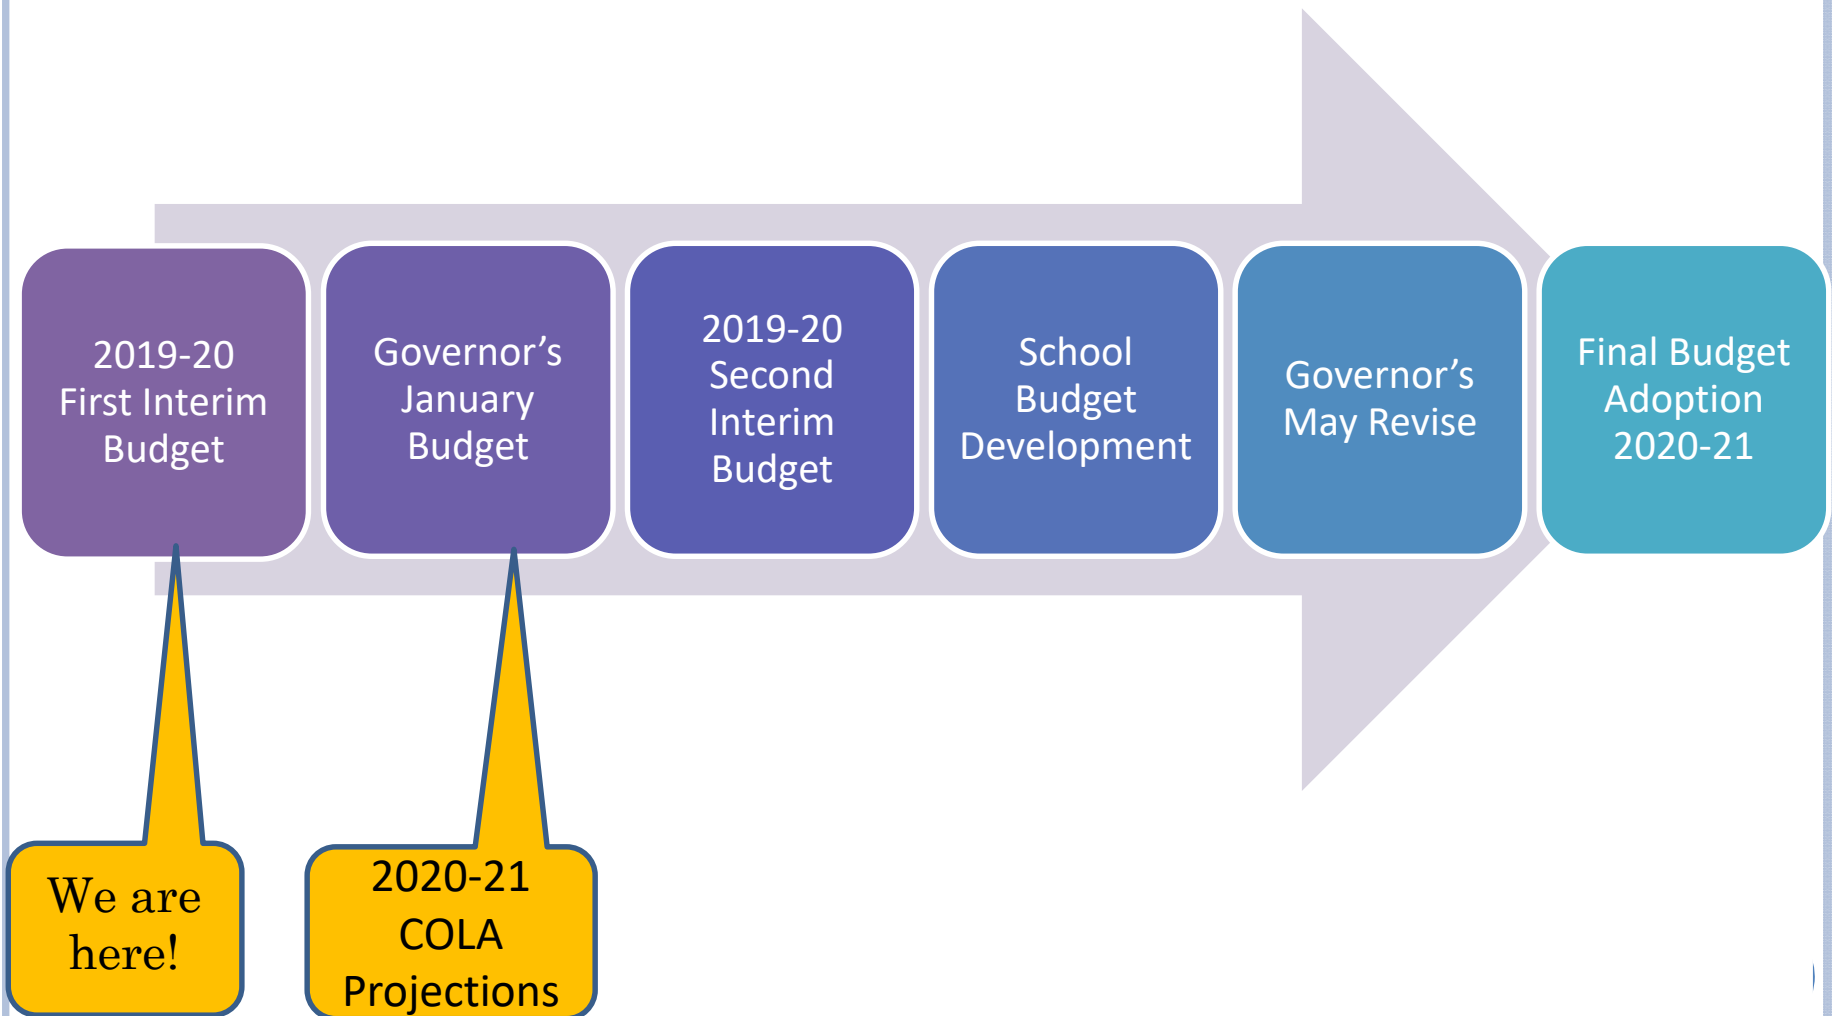 2019-20
First Interim
Budget
Governor’s
January
Budget
2019-20
Second
Interim
Budget
School
Budget
Development
Governor’s
May Revise
Final Budget
Adoption
2020-21
We are
here!
2020-21
COLA
Projections